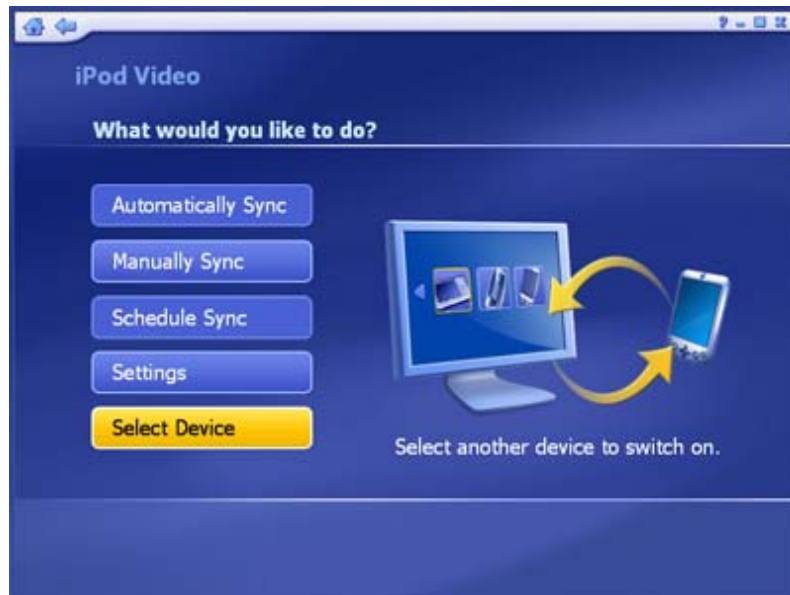 ?
iPod Video
What would you like to do?
Automatically Sync
Manually Sync
Schedule Sync
Settings
Select Device
Select another device to switch on.